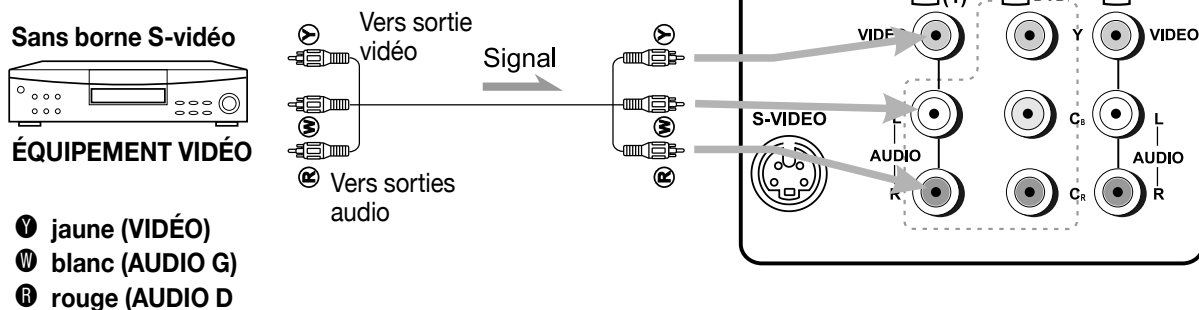 Sans borne S-vidéo
ÉQUIPEMENT VIDÉO
Y jaune (VIDÉO)
W blanc (AUDIO G)
R rouge (AUDIO D
Y
W
R
Vers sortie
vidéo
Vers sorties
audio
Signal
Y
W
R
S-VIDEO
L
AUDIO
R
Y
CB
CR
VIDEO
L
AUDIO
R